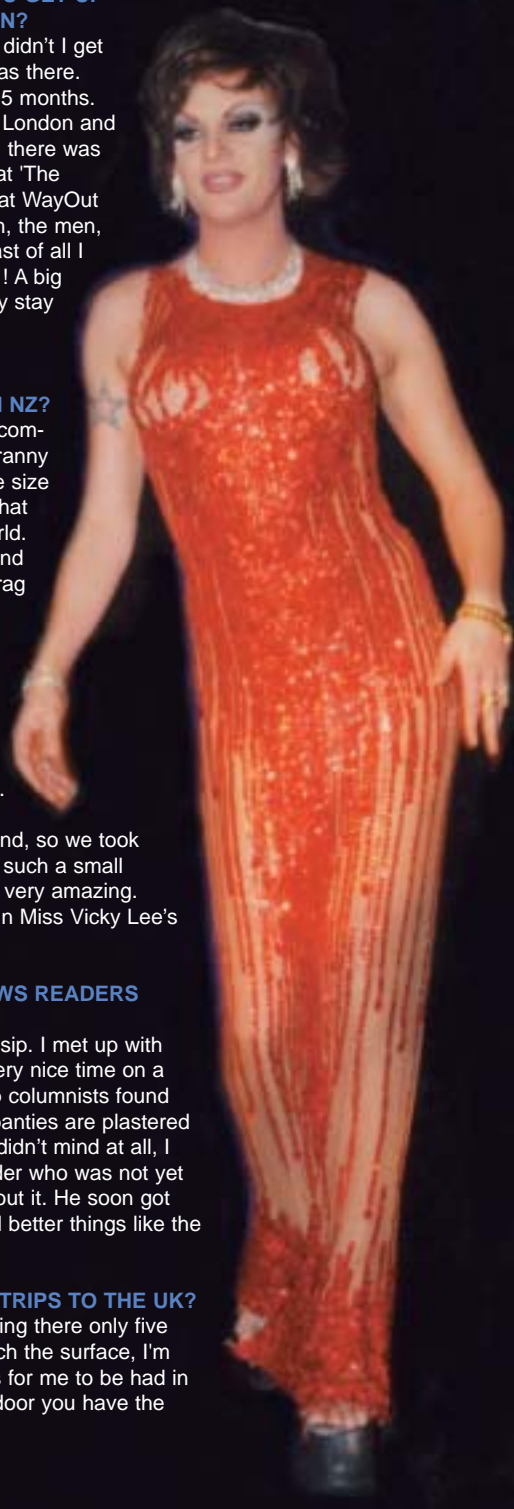 N?
didn't I get
as there.
5 months.
London and
there was
at 'The
at WayOut
n, the men,
ast of all I
! A big
y stay
N NZ?
com-
ranny
e size
hat
rld.
nd
rag
.
nd, so we took
such a small
very amazing.
n Miss Vicky Lee's
WS READERS
sip. I met up with
ery nice time on a
o columnists found
panties are plastered
didn't mind at all, I
der who was not yet
out it. He soon got
d better things like the
TRIPS TO THE UK?
ing there only five
ch the surface, I'm
s for me to be had in
door you have the